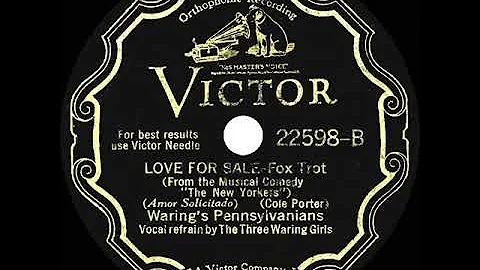 Orthophonic Recording
"HIS MASTER'S VOICE"
VICTOR
For best results
use Victor Needle
22598-B
LOVE FOR SALE-Fox Trot
(From the Musical Comedy
"The New Yorkers")
(Amor Solicitado) (Cole Porter)
Waring's Pennsylvanians
Vocal refrain by The Three Waring Girls
Victor Company